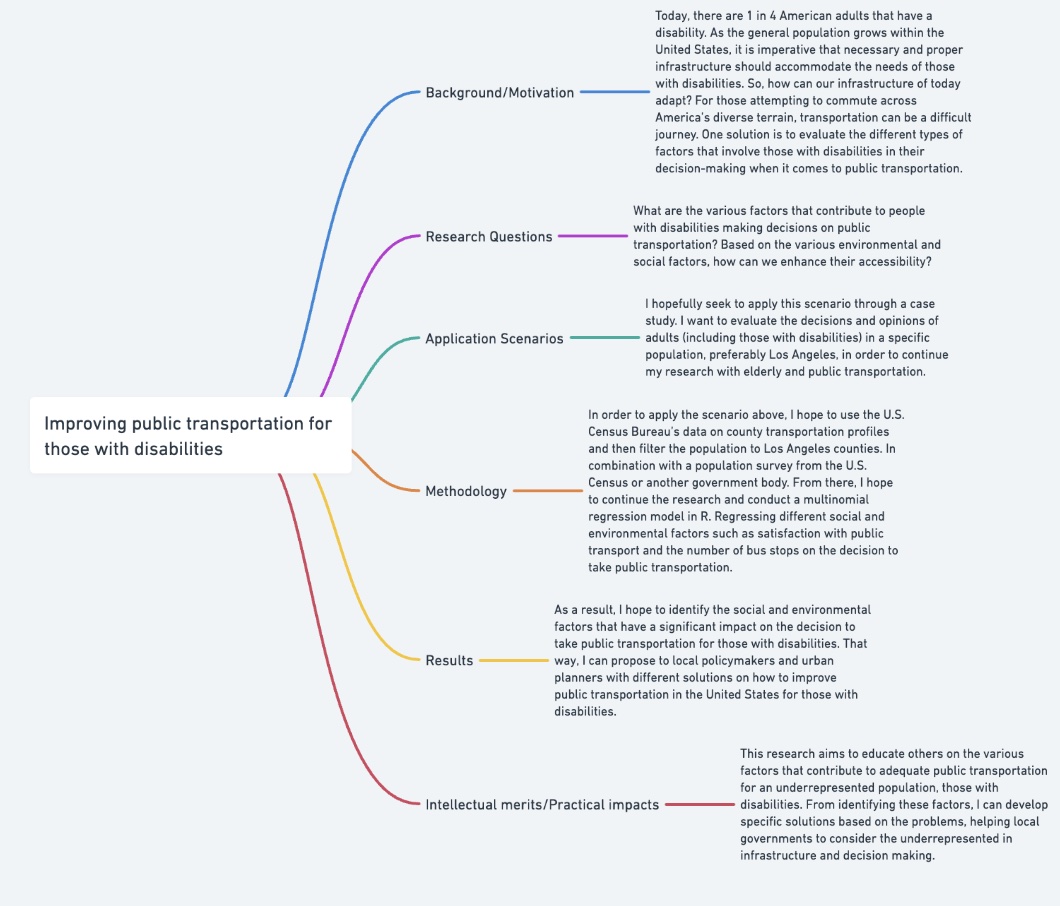 Improving public transportation for
those with disabilities
Background/Motivation
Today, there are 1 in 4 American adults that have a
disability. As the general population grows within the
United States, it is imperative that necessary and proper
infrastructure should accommodate the needs of those
with disabilities. So, how can our infrastructure of today
adapt? For those attempting to commute across
America's diverse terrain, transportation can be a difficult
journey. One solution is to evaluate the different types of
factors that involve those with disabilities in their
decision-making when it comes to public transportation.
Research Questions
What are the various factors that contribute to people
with disabilities making decisions on public
transportation? Based on the various environmental and
social factors, how can we enhance their accessibility?
Application Scenarios
I hopefully seek to apply this scenario through a case
study. I want to evaluate the decisions and opinions of
adults (including those with disabilities) in a specific
population, preferably Los Angeles, in order to continue
my research with elderly and public transportation.
Methodology
In order to apply the scenario above, I hope to use the U.S.
Census Bureau's data on county transportation profiles
and then filter the population to Los Angeles counties. In
combination with a population survey from the U.S.
Census or another government body. From there, I hope
to continue the research and conduct a multinomial
regression model in R. Regressing different social and
environmental factors such as satisfaction with public
transport and the number of bus stops on the decision to
take public transportation.
Results
As a result, I hope to identify the social and environmental
factors that have a significant impact on the decision to
take public transportation for those with disabilities. That
way, I can propose to local policymakers and urban
planners with different solutions on how to improve
public transportation in the United States for those with
disabilities.
Intellectual merits/Practical impacts
This research aims to educate others on the various
factors that contribute to adequate public transportation
for an underrepresented population, those with
disabilities. From identifying these factors, I can develop
specific solutions based on the problems, helping local
governments to consider the underrepresented in
infrastructure and decision making.